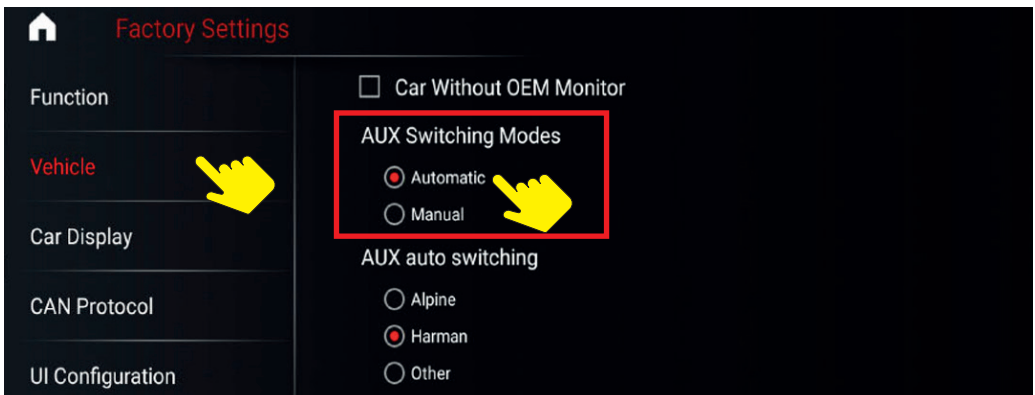 Factory Settings
Function
Vehicle
Car Display
CAN Protocol
UI Configuration
Car Without OEM Monitor
AUX Switching Modes
Automatic
Manual
AUX auto switching
Alpine
Harman
Other